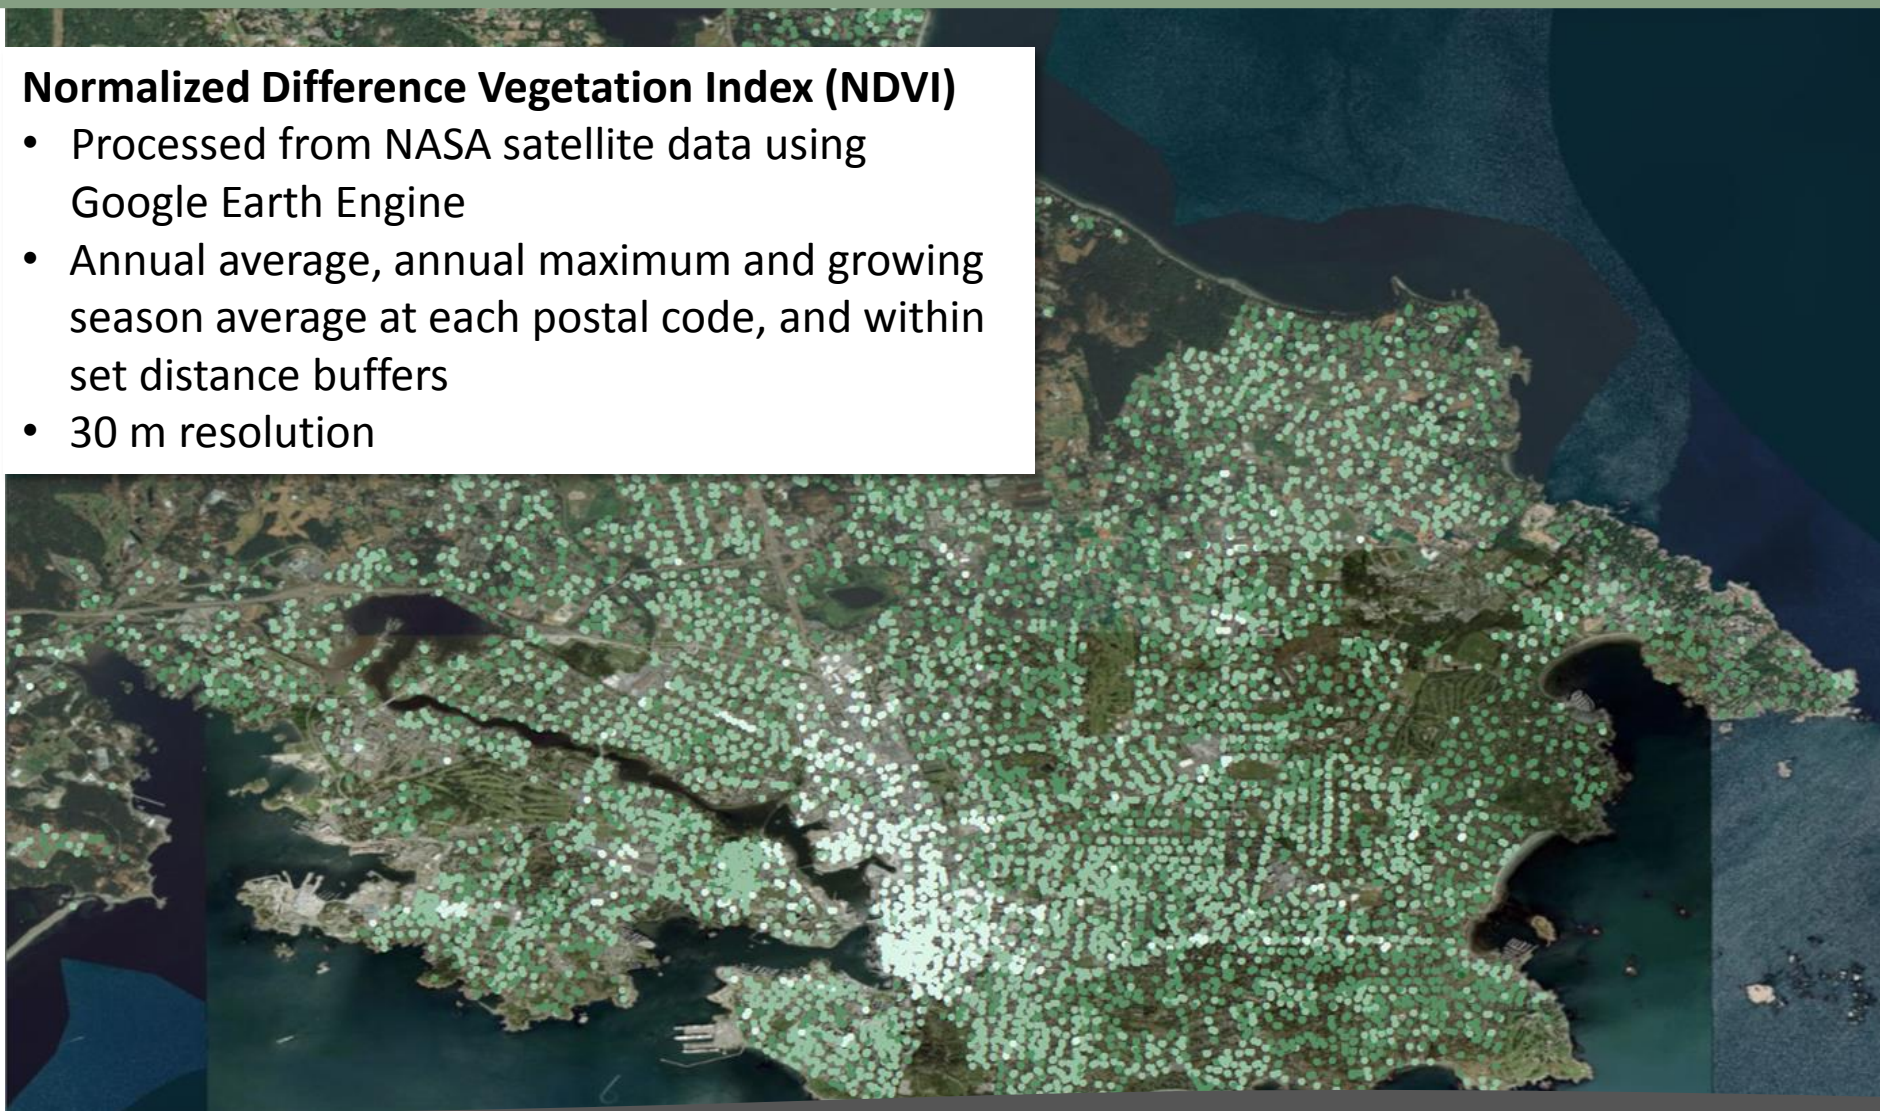 Normalized Difference Vegetation Index (NDVI)
• Processed from NASA satellite data using
Google Earth Engine
• Annual average, annual maximum and growing
season average at each postal code, and within
set distance buffers
• 30 m resolution